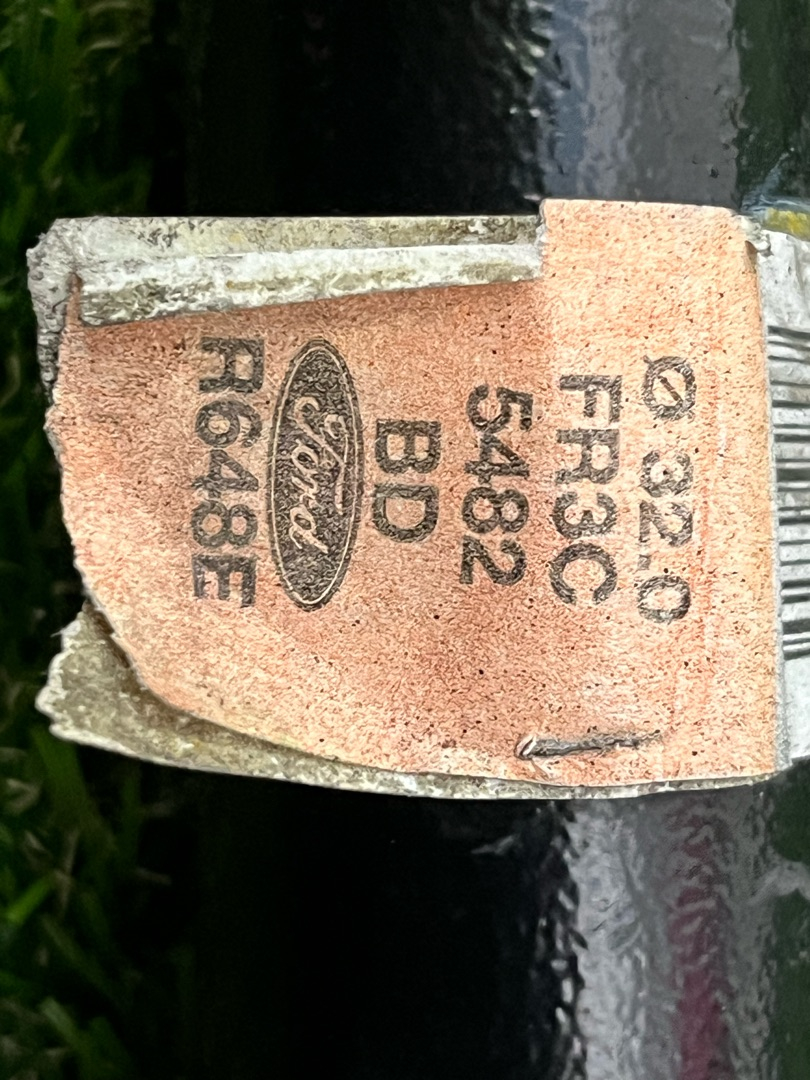 Ø 32.0
FR3C
5482
BD
Ford
R648E